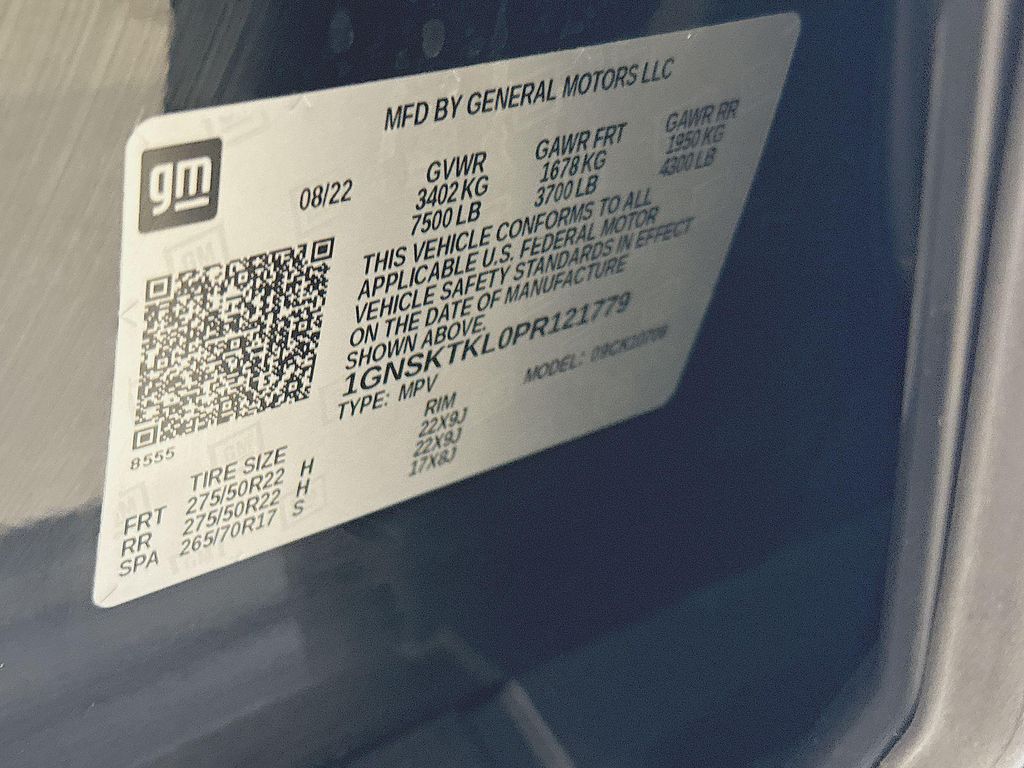 MFD BY GENERAL MOTORS LLC
gm
08/22
GVWR
3402 KG
7500 LB
GAWR FRT
1678 KG
3700 LB
GAWR RR
1950 KG
4300 LB
THIS VEHICLE CONFORMS TO ALL
APPLICABLE U.S. FEDERAL MOTOR
VEHICLE SAFETY STANDARDS IN EFFECT
ON THE DATE OF MANUFACTURE
SHOWN ABOVE.
1GNSKTKL0PR121779
TYPE: MPV
MODEL:
8555
TIRE SIZE RIM
FRT 275/50R22 H 22X9J
RR 275/50R22 H 22X9J
SPA 265/70R17 S 17X8J